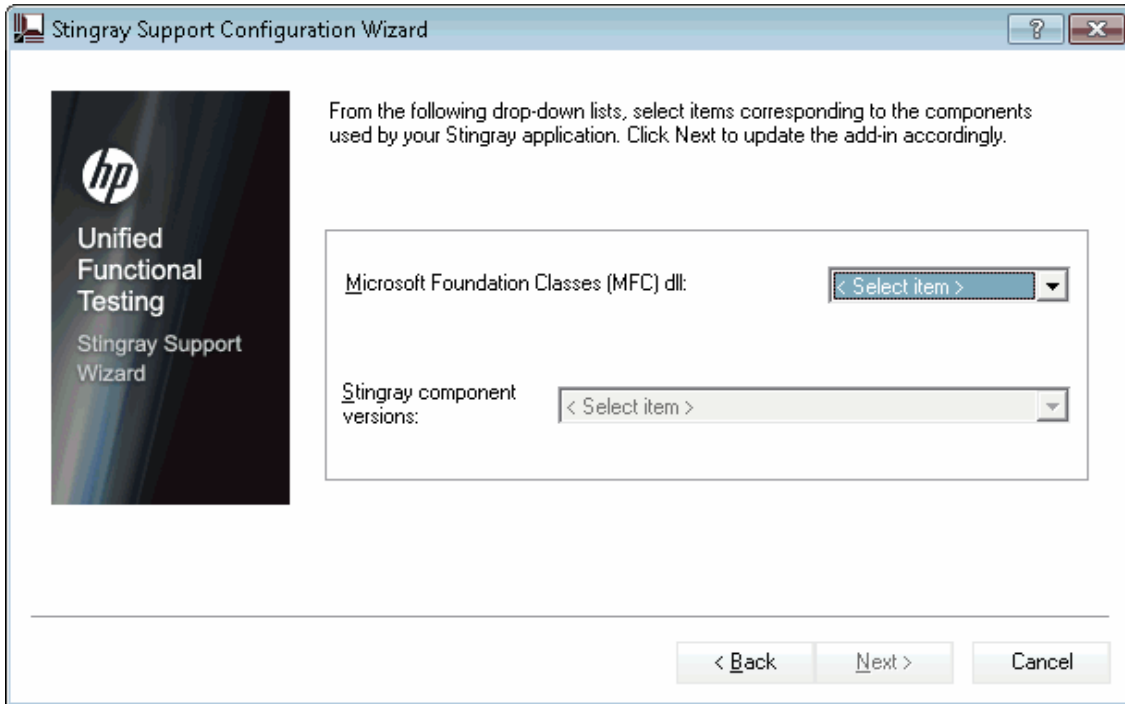 Stingray Support Configuration Wizard
?
hp
Unified
Functional
Testing
Stingray Support
Wizard
From the following drop-down lists, select items corresponding to the components
used by your Stingray application. Click Next to update the add-in accordingly.
Microsoft Foundation Classes (MFC) dll:
< Select item >
Stingray component
versions:
< Select item >
< Back
Next >
Cancel